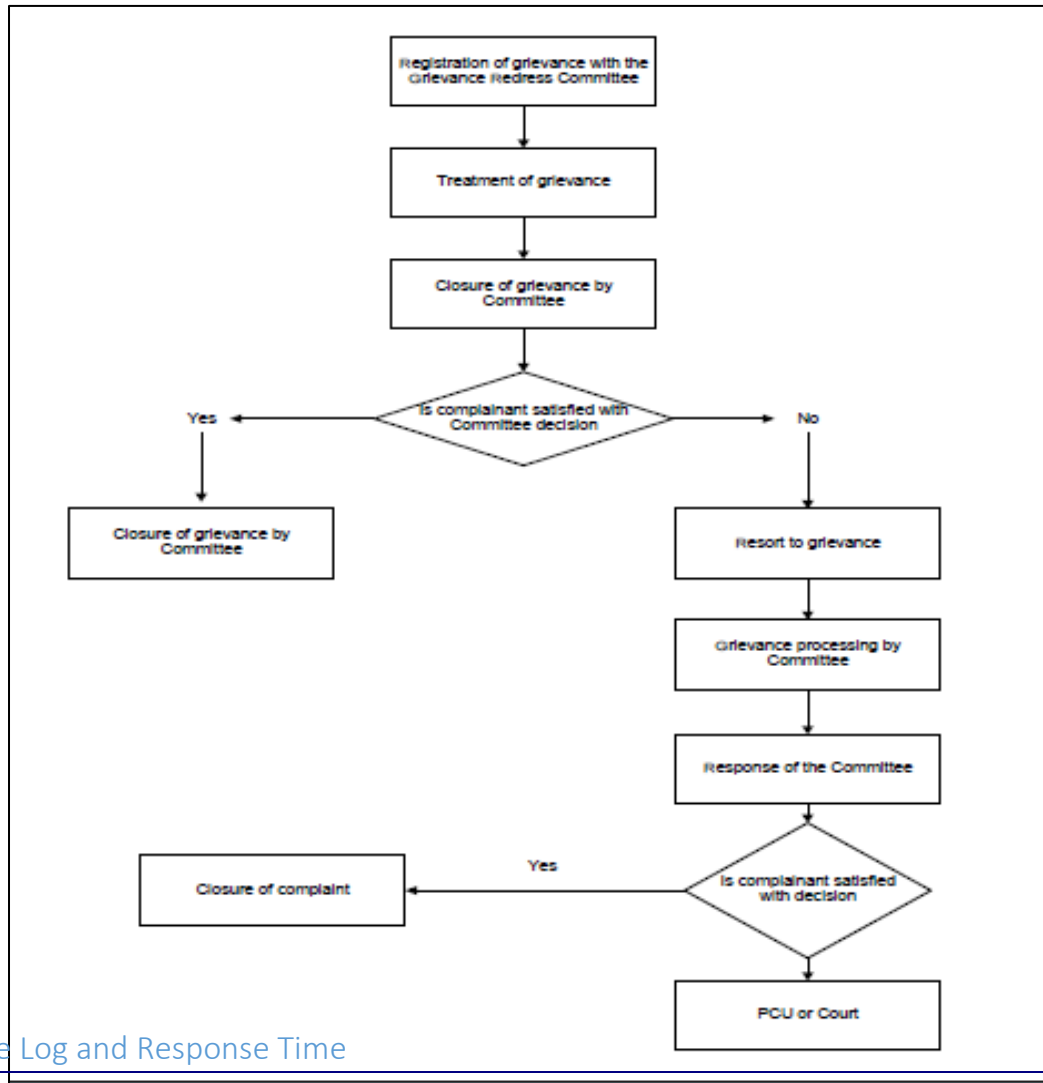 Registration of grievance with the
Grievance Redress Committee
Treatment of grievance
Closure of grievance by
Committee
Is complainant satisfied with
Committee decision
Yes
No
Closure of grievance by
Committee
Resort to grievance
Grievance processing by
Committee
Response of the Committee
Is complainant satisfied
with decision
Yes
Closure of complaint
PCU or Court
e Log and Response Time